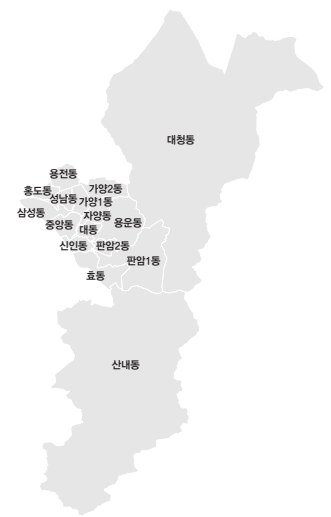 대청동
용전동
홍도동
가양2동
성남동
가양1동
삼성동
자양동
중앙동
용운동
대동
신인동
판암2동
판암1동
효동
산내동